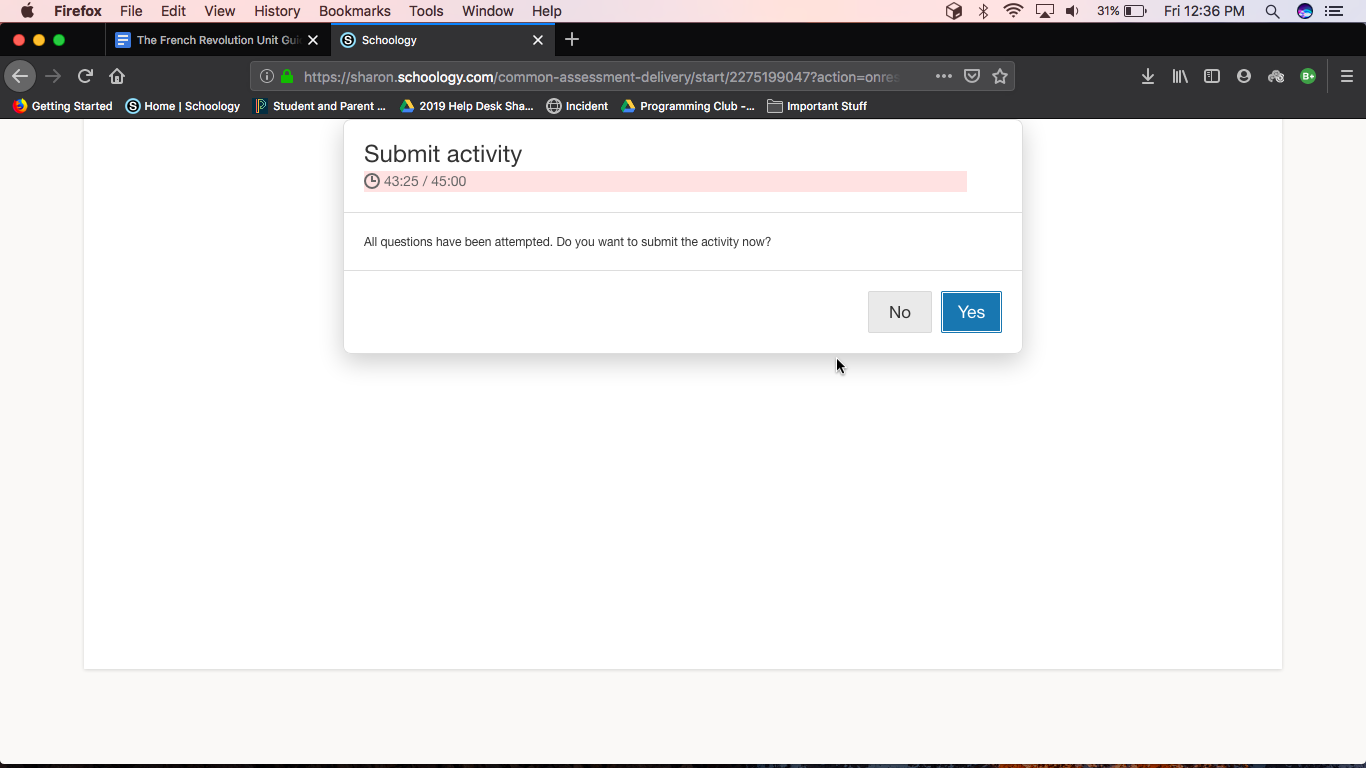 Firefox File Edit View History Bookmarks Tools Window Help 31% Fri 12:36 PM
The French Revolution Unit Gui
S Schoology
https://sharon.schoology.com/common-assessment-delivery/start/2275199047?action=onres
B+
Getting Started S Home | Schoology Student and Parent ... 2019 Help Desk Sha... Incident Programming Club -... Important Stuff
Submit activity
43:25 / 45:00
All questions have been attempted. Do you want to submit the activity now?
No Yes